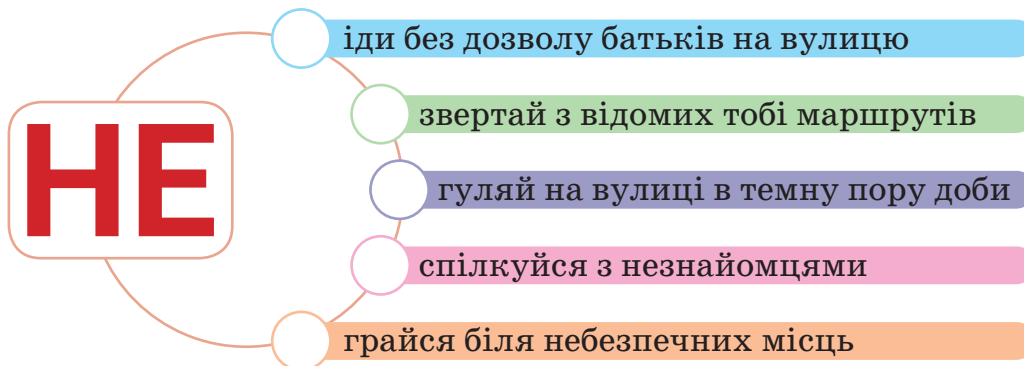 НЕ
іди без дозволу батьків на вулицю
звертай з відомих тобі маршрутів
гуляй на вулиці в темну пору доби
спілкуйся з незнайомцями
грайся біля небезпечних місць